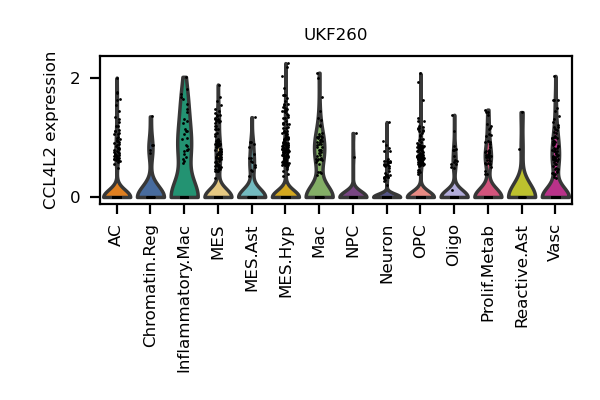 UKF260
CCL4L2 expression
2
0
AC
Chromatin.Reg
Inflammatory.Mac
MES
MES.Ast
MES.Hyp
Mac
NPC
Neuron
OPC
Oligo
Prolif.Metab
Reactive.Ast
Vasc